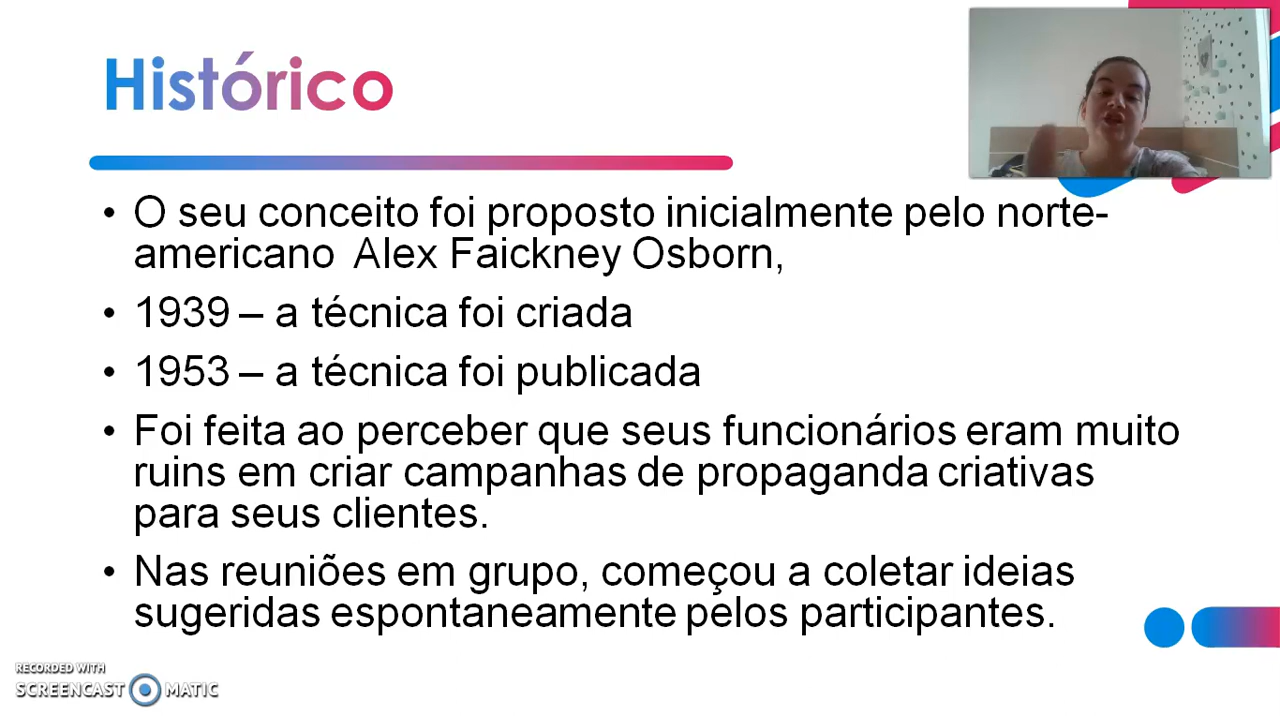 Histórico
• O seu conceito foi proposto inicialmente pelo norte-
americano Alex Faickney Osborn,
• 1939 – a técnica foi criada
• 1953 – a técnica foi publicada
• Foi feita ao perceber que seus funcionários eram muito
ruins em criar campanhas de propaganda criativas
para seus clientes.
• Nas reuniões em grupo, começou a coletar ideias
sugeridas espontaneamente pelos participantes.
RECORDED WITH
SCREENCAST MATIC